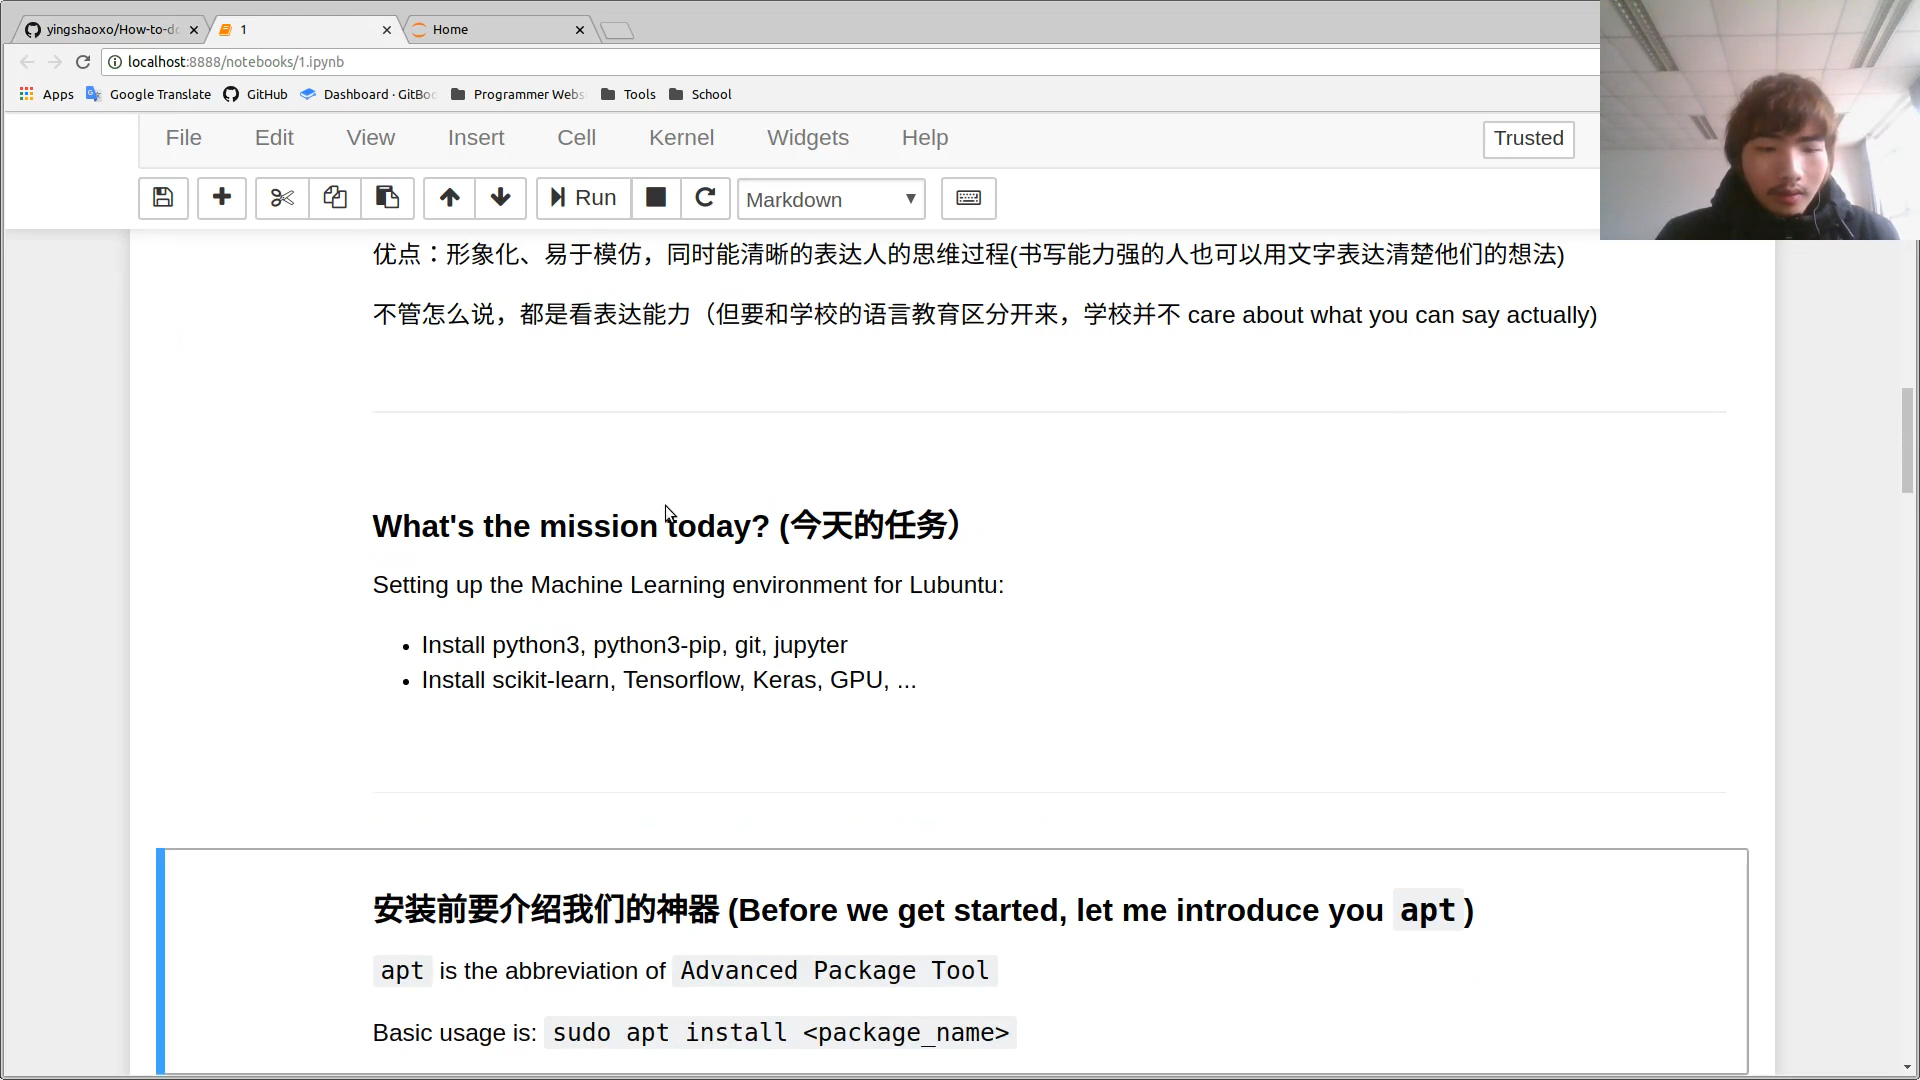 yingshaoxo/How-to-do
1
Home
localhost:8888/notebooks/1.ipynb
Apps
Google Translate
GitHub
Dashboard · GitBoo
Programmer Webs
Tools
School
File
Edit
View
Insert
Cell
Kernel
Widgets
Help
Trusted
Run
Markdown
优点：形象化、易于模仿，同时能清晰的表达人的思维过程(书写能力强的人也可以用文字表达清楚他们的想法)
不管怎么说，都是看表达能力（但要和学校的语言教育区分开来，学校并不 care about what you can say actually)
What's the mission today? (今天的任务）
Setting up the Machine Learning environment for Lubuntu:
• Install python3, python3-pip, git, jupyter
• Install scikit-learn, Tensorflow, Keras, GPU, ...
安装前要介绍我们的神器 (Before we get started, let me introduce you apt)
apt is the abbreviation of Advanced Package Tool
Basic usage is: sudo apt install <package_name>